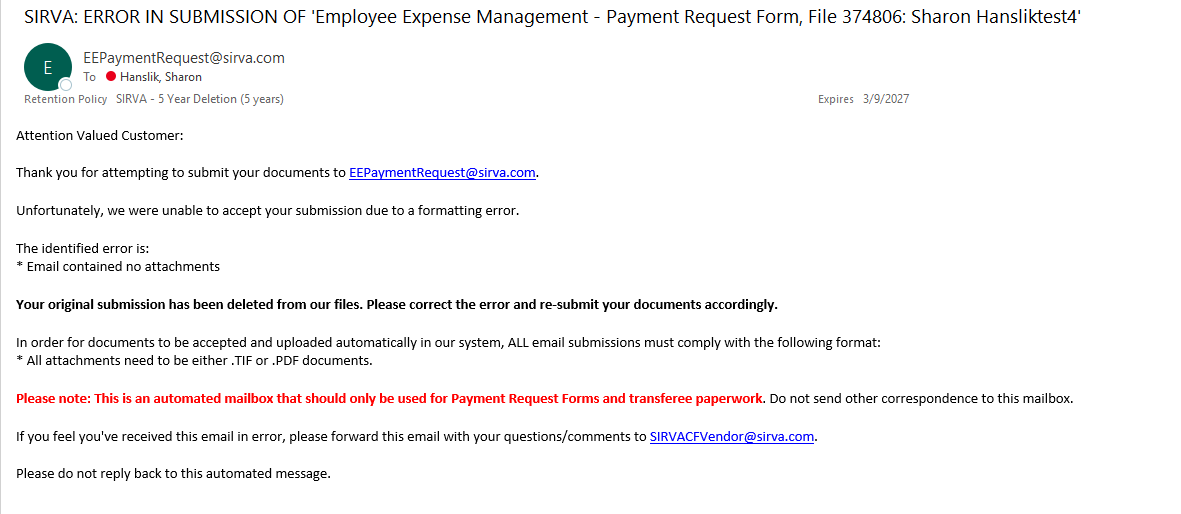 SIRVA: ERROR IN SUBMISSION OF 'Employee Expense Management - Payment Request Form, File 374806: Sharon Hansliktest4'
E
EEPaymentRequest@sirva.com
To Hanslik, Sharon
Retention Policy SIRVA - 5 Year Deletion (5 years) Expires 3/9/2027
Attention Valued Customer:
Thank you for attempting to submit your documents to EEPaymentRequest@sirva.com.
Unfortunately, we were unable to accept your submission due to a formatting error.
The identified error is:
* Email contained no attachments
Your original submission has been deleted from our files. Please correct the error and re-submit your documents accordingly.
In order for documents to be accepted and uploaded automatically in our system, ALL email submissions must comply with the following format:
* All attachments need to be either .TIF or .PDF documents.
Please note: This is an automated mailbox that should only be used for Payment Request Forms and transferee paperwork. Do not send other correspondence to this mailbox.
If you feel you've received this email in error, please forward this email with your questions/comments to SIRVACFVendor@sirva.com.
Please do not reply back to this automated message.